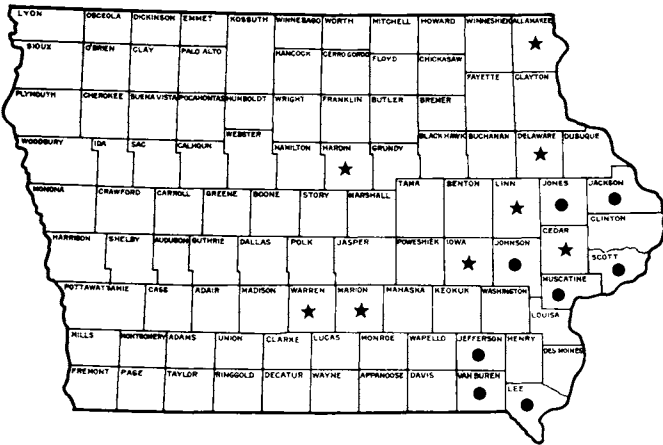 LYON OSCEOLA DICKINSON EMMET KOSSUTH WINNEBAGO WORTH MITCHELL HOWARD WINNESHIEK ALLAMAKEE
SIOUX O'BRIEN CLAY PALO ALTO HANCOCK CERRO GORDO FLOYD CHICKASAW
FAYETTE CLAYTON
PLYMOUTH CHEROKEE BUENA VISTA POCAHONTAS HUMBOLDT WRIGHT FRANKLIN BUTLER BREMER
WEBSTER BLACK HAWK BUCHANAN DELAWARE DUBUQUE
WOODBURY IDA SAC CALHOUN HAMILTON HARDIN GRUNDY
TAMA BENTON LINN JONES JACKSON
MONONA CRAWFORD CARROLL GREENE BOONE STORY MARSHALL
CLINTON
CEDAR
HARRISON SHELBY AUDUBON GUTHRIE DALLAS POLK JASPER POWESHIEK IOWA JOHNSON
SCOTT
MUSCATINE
POTTAWATTAMIE CASS ADAIR MADISON WARREN MARION MAHASKA KEOKUK WASHINGTON
LOUISA
MILLS MONTGOMERY ADAMS UNION CLARKE LUCAS MONROE WAPELLO JEFFERSON HENRY
DES MOINES
FREMONT PAGE TAYLOR RINGGOLD DECATUR WAYNE APPANOOSE DAVIS VAN BUREN
LEE